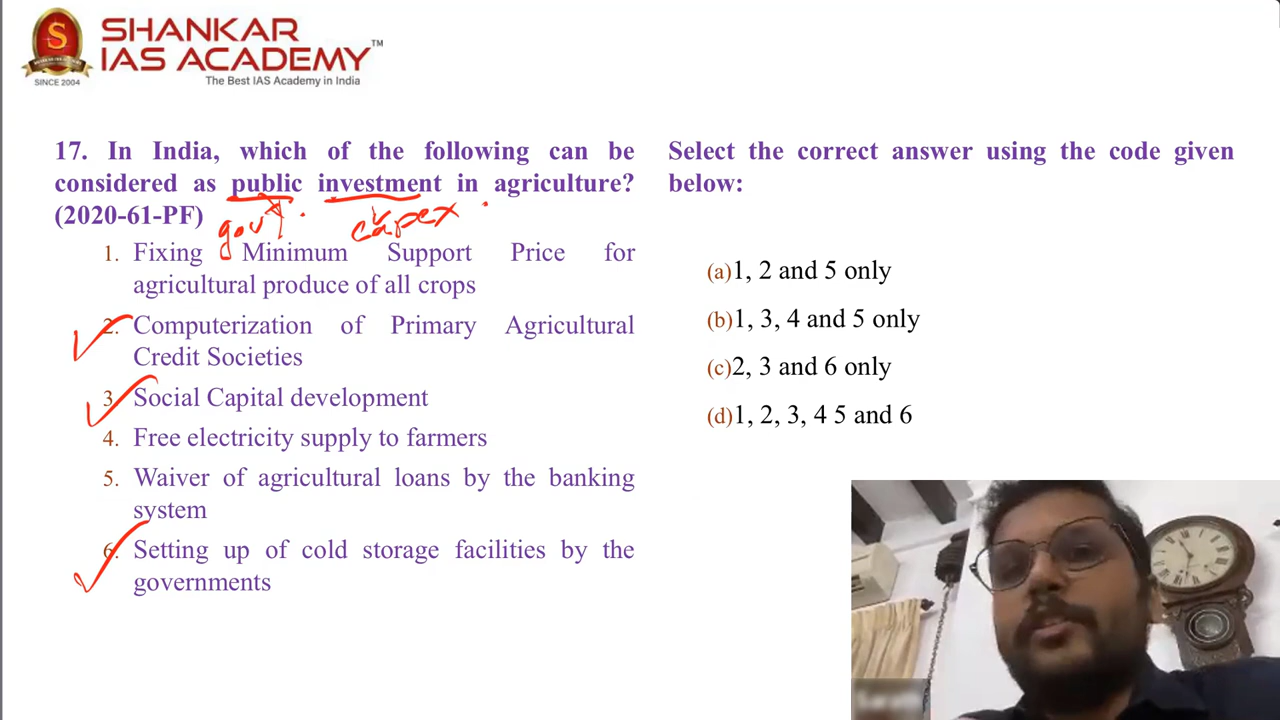 SHANKAR
IAS ACADEMY™
The Best IAS Academy in India
SINCE 2004
17. In India, which of the following can be
considered as public investment in agriculture?
(2020-61-PF)
govt.
capex
1. Fixing Minimum Support Price for
agricultural produce of all crops
2. Computerization of Primary Agricultural
Credit Societies
3. Social Capital development
4. Free electricity supply to farmers
5. Waiver of agricultural loans by the banking
system
6. Setting up of cold storage facilities by the
governments
Select the correct answer using the code given
below:
(a)1, 2 and 5 only
(b)1, 3, 4 and 5 only
(c)2, 3 and 6 only
(d)1, 2, 3, 4 5 and 6